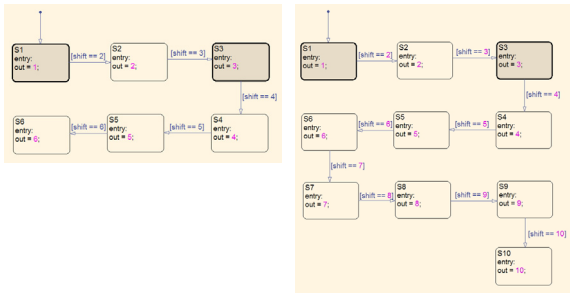 S1
entry:
out = 1;
[shift == 2]
S2
entry:
out = 2;
[shift == 3]
S3
entry:
out = 3;
[shift == 4]
S6
entry:
out = 6;
[shift == 6]
S5
entry:
out = 5;
[shift == 5]
S4
entry:
out = 4;
S1
entry:
out = 1;
[shift == 2]
S2
entry:
out = 2;
[shift == 3]
S3
entry:
out = 3;
[shift == 4]
S6
entry:
out = 6;
[shift == 6]
S5
entry:
out = 5;
[shift == 5]
S4
entry:
out = 4;
[shift == 7]
S7
entry:
out = 7;
[shift == 8]
S8
entry:
out = 8;
[shift == 9]
S9
entry:
out = 9;
[shift == 10]
S10
entry:
out = 10;